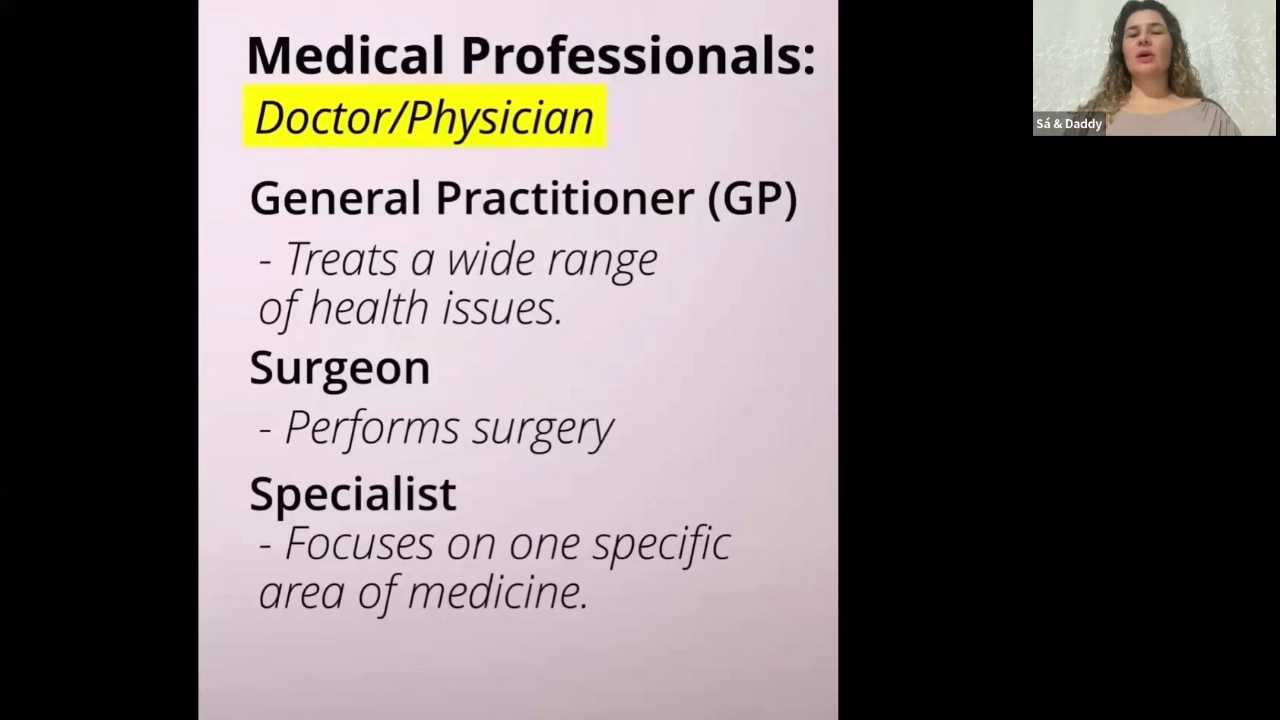 Medical Professionals:
Doctor/Physician
General Practitioner (GP)
- Treats a wide range
of health issues.
Surgeon
- Performs surgery
Specialist
- Focuses on one specific
area of medicine.
Sá & Daddy